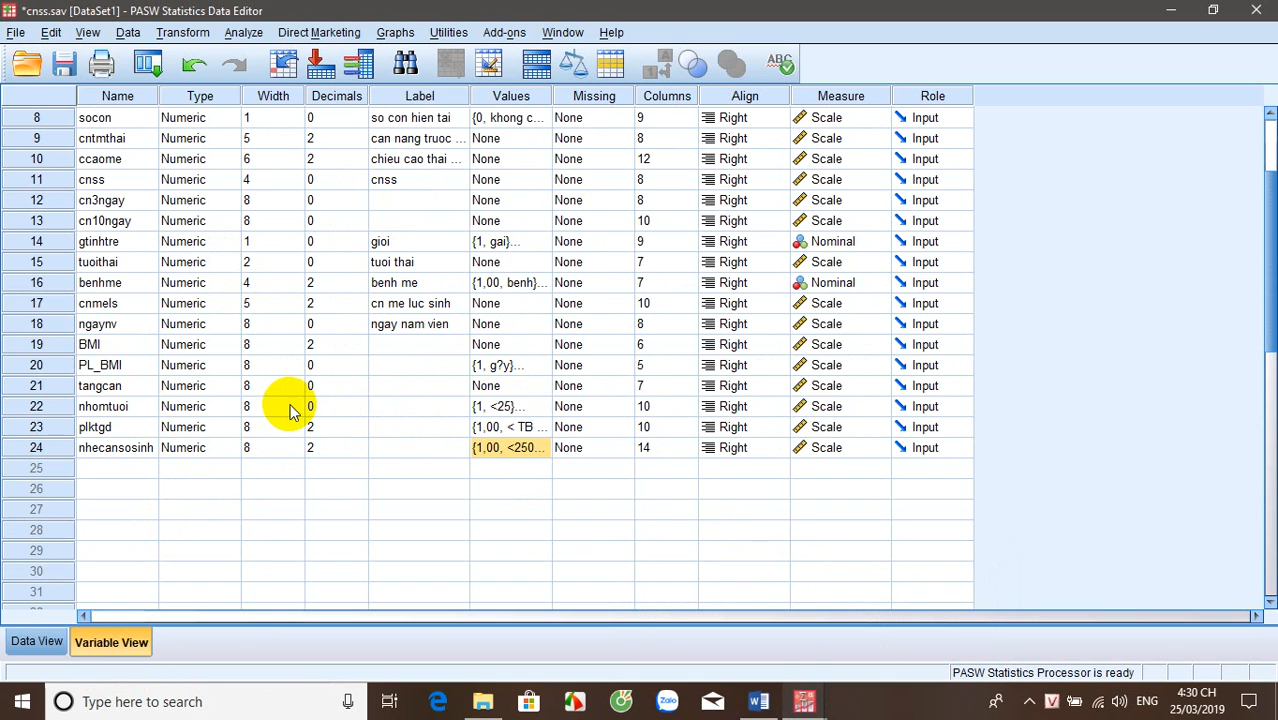 *cnss.sav [DataSet1] - PASW Statistics Data Editor
File Edit View Data Transform Analyze Direct Marketing Graphs Utilities Add-ons Window Help
Name Type Width Decimals Label Values Missing Columns Align Measure Role
8 socon Numeric 1 0 so con hien tai {0, khong c... None 9 Right Scale Input
9 cntmthai Numeric 5 2 can nang truoc ... None None 8 Right Scale Input
10 ccaome Numeric 6 2 chieu cao thai ... None None 12 Right Scale Input
11 cnss Numeric 4 0 cnss None None 8 Right Scale Input
12 cn3ngay Numeric 8 0 None None 8 Right Scale Input
13 cn10ngay Numeric 8 0 None None 10 Right Scale Input
14 gtinhtre Numeric 1 0 gioi {1, gai}... None 9 Right Nominal Input
15 tuoithai Numeric 2 0 tuoi thai None None 7 Right Scale Input
16 benhme Numeric 4 2 benh me {1,00, benh}... None 7 Right Nominal Input
17 cnmels Numeric 5 2 cn me luc sinh None None 10 Right Scale Input
18 ngaynv Numeric 8 0 ngay nam vien None None 8 Right Scale Input
19 BMI Numeric 8 2 None None 6 Right Scale Input
20 PL_BMI Numeric 8 0 {1, g?y}... None 5 Right Scale Input
21 tangcan Numeric 8 0 None None 7 Right Scale Input
22 nhomtuoi Numeric 8 0 {1, <25}... None 10 Right Scale Input
23 plktgd Numeric 8 2 {1,00, < TB ... None 10 Right Scale Input
24 nhecansosinh Numeric 8 2 {1,00, <250... None 14 Right Scale Input
25
26
27
28
29
30
31
Data View Variable View
PASW Statistics Processor is ready
Type here to search Zalo V ENG 4:30 CH
25/03/2019